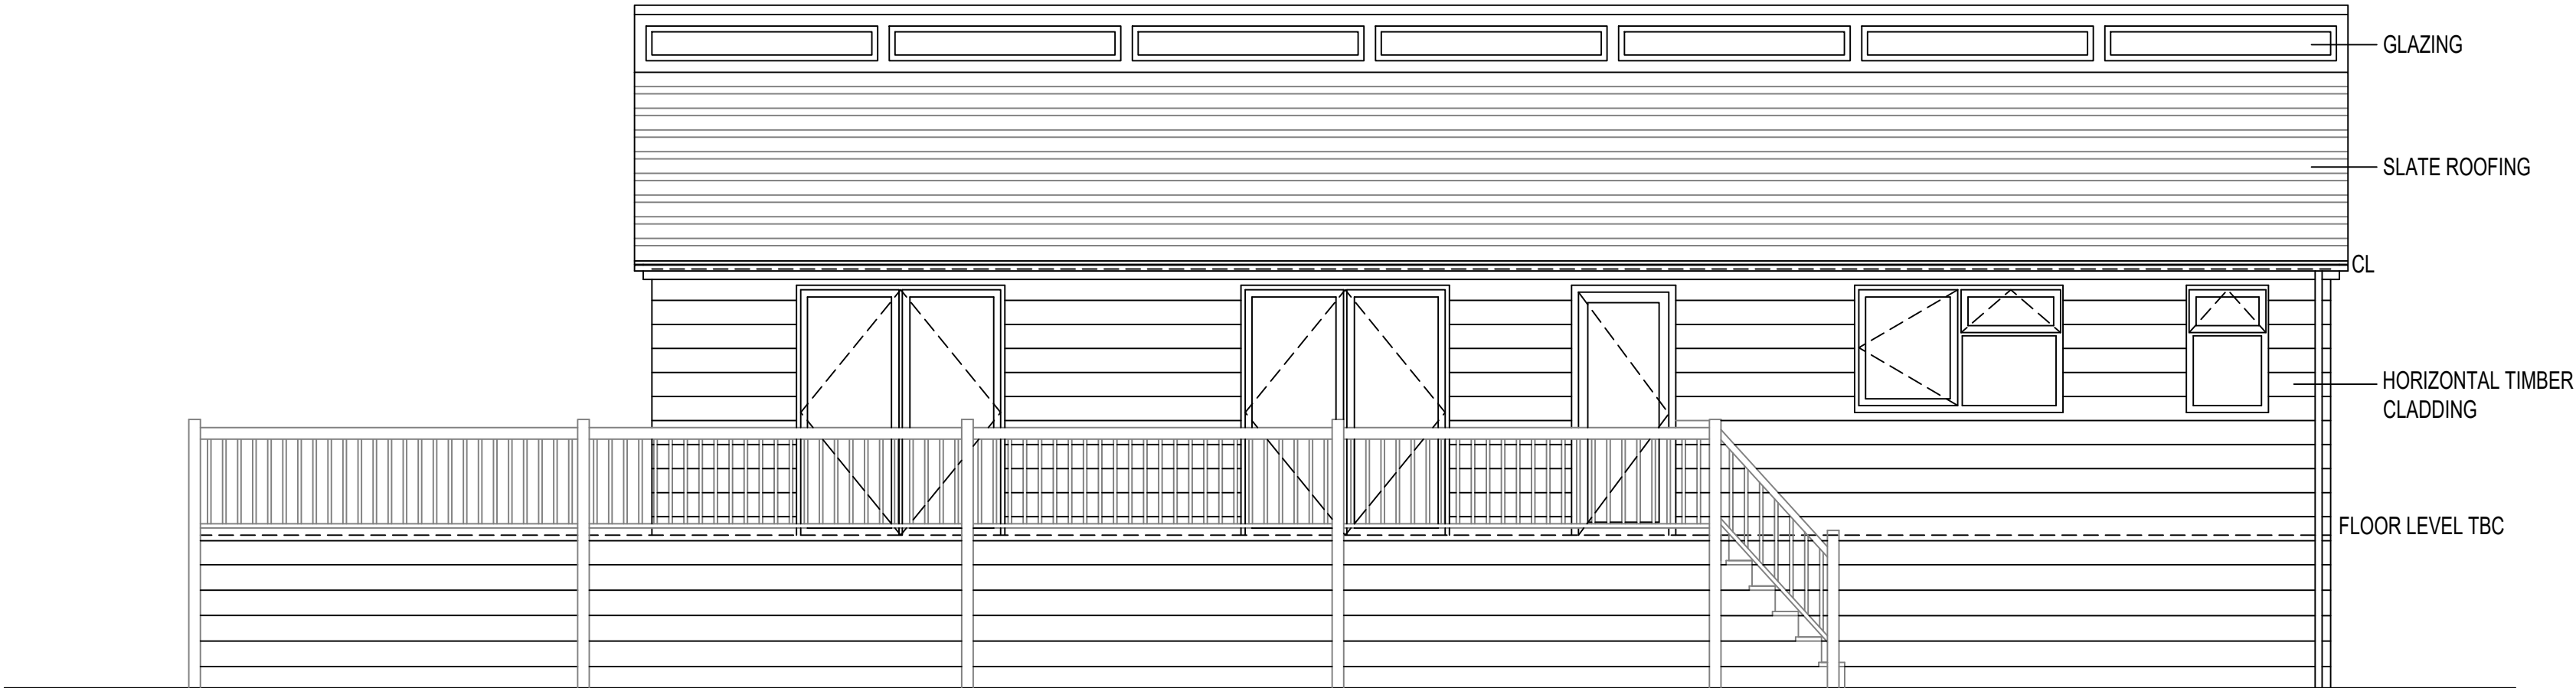 GLAZING
SLATE ROOFING
CL
HORIZONTAL TIMBER
CLADDING
FLOOR LEVEL TBC